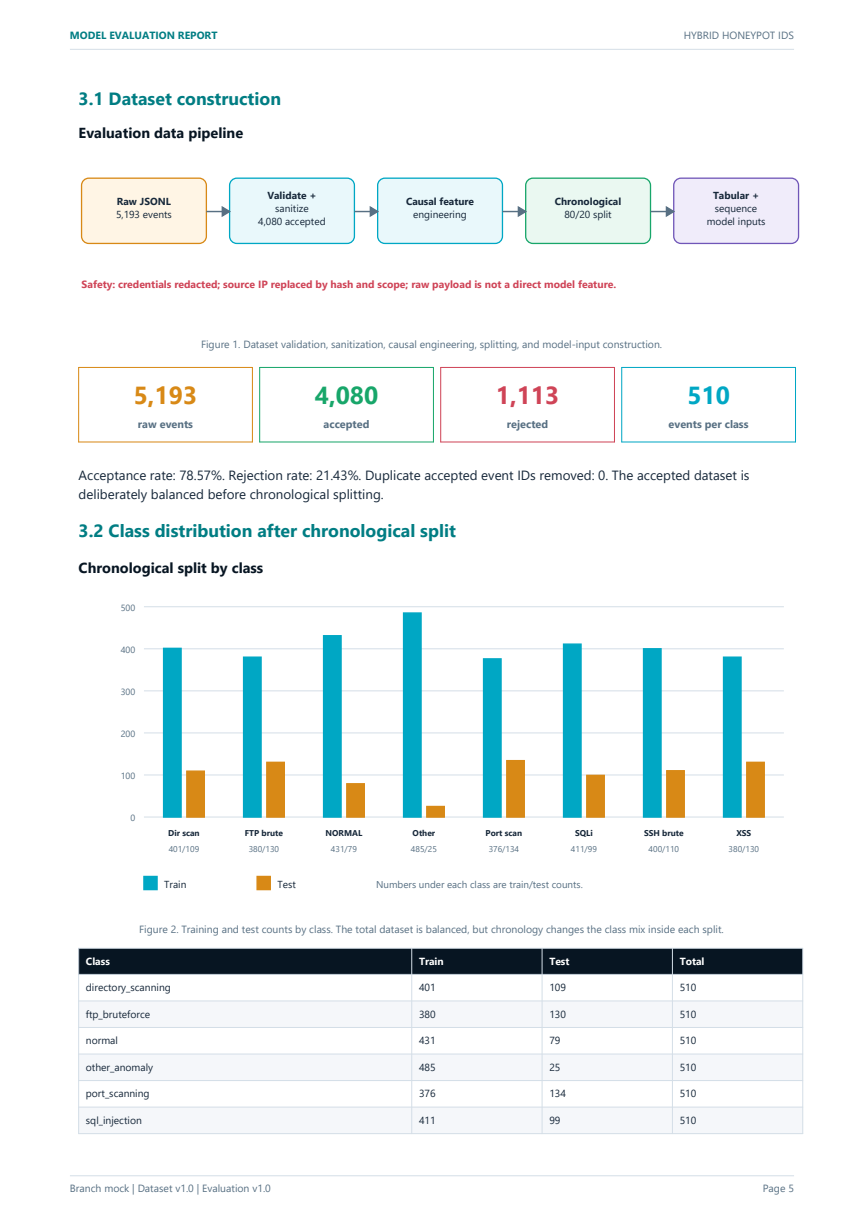 MODEL EVALUATION REPORT HYBRID HONEYPOT IDS
3.1 Dataset construction
Evaluation data pipeline
Raw JSONL
5,193 events
Validate +
sanitize
4,080 accepted
Causal feature
engineering
Chronological
80/20 split
Tabular +
sequence
model inputs
Safety: credentials redacted; source IP replaced by hash and scope; raw payload is not a direct model feature.
Figure 1. Dataset validation, sanitization, causal engineering, splitting, and model-input construction.
5,193
raw events
4,080
accepted
1,113
rejected
510
events per class
Acceptance rate: 78.57%. Rejection rate: 21.43%. Duplicate accepted event IDs removed: 0. The accepted dataset is
deliberately balanced before chronological splitting.
3.2 Class distribution after chronological split
Chronological split by class
500
400
300
200
100
0
Dir scan FTP brute NORMAL Other Port scan SQLi SSH brute XSS
401/109 380/130 431/79 485/25 376/134 411/99 400/110 380/130
Train Test Numbers under each class are train/test counts.
Figure 2. Training and test counts by class. The total dataset is balanced, but chronology changes the class mix inside each split.
Class Train Test Total
directory_scanning 401 109 510
ftp_bruteforce 380 130 510
normal 431 79 510
other_anomaly 485 25 510
port_scanning 376 134 510
sql_injection 411 99 510
Branch mock | Dataset v1.0 | Evaluation v1.0 Page 5